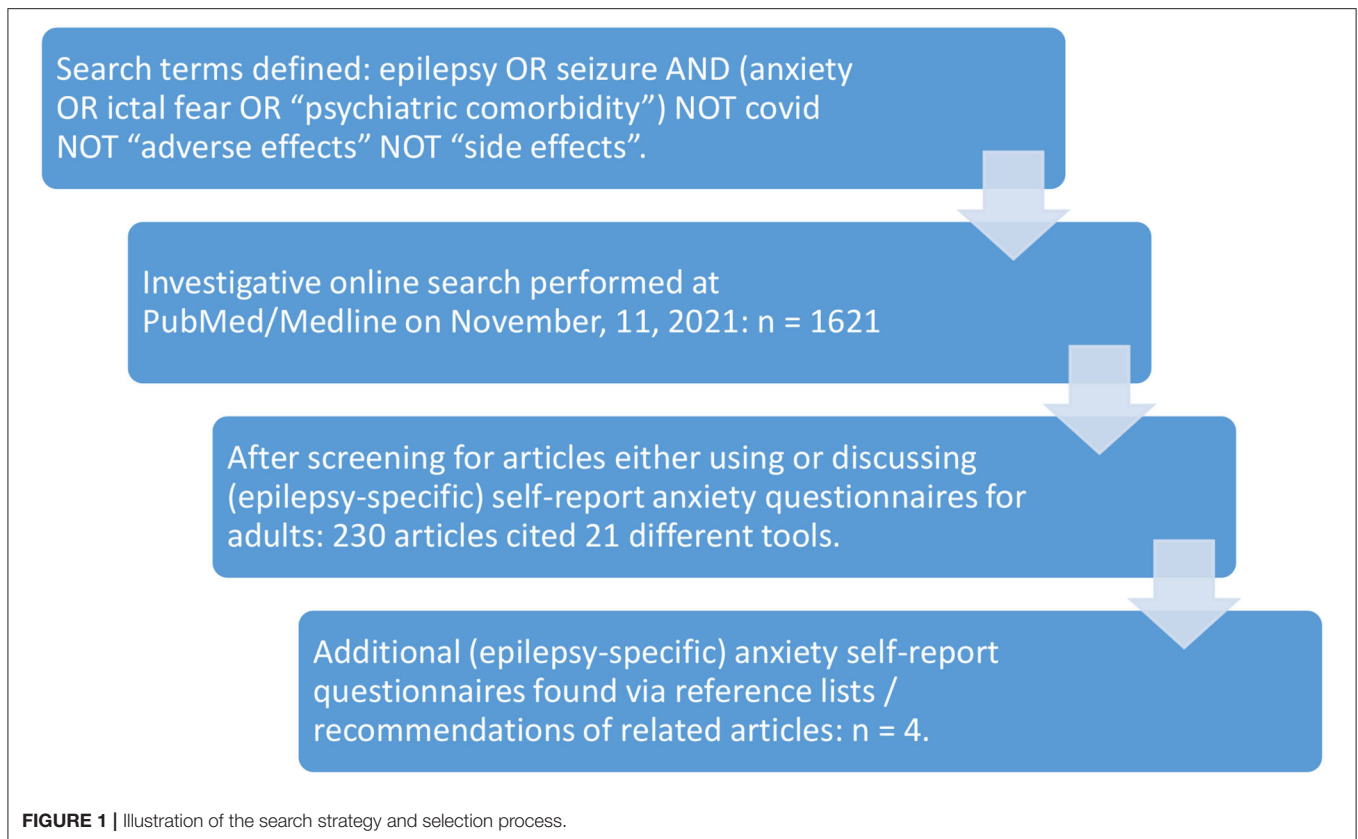 Search terms defined: epilepsy OR seizure AND (anxiety
OR ictal fear OR “psychiatric comorbidity”) NOT covid
NOT “adverse effects” NOT “side effects”.
Investigative online search performed at
PubMed/Medline on November, 11, 2021: n = 1621
After screening for articles either using or discussing
(epilepsy-specific) self-report anxiety questionnaires for
adults: 230 articles cited 21 different tools.
Additional (epilepsy-specific) anxiety self-report
questionnaires found via reference lists /
recommendations of related articles: n = 4.
FIGURE 1 | Illustration of the search strategy and selection process.